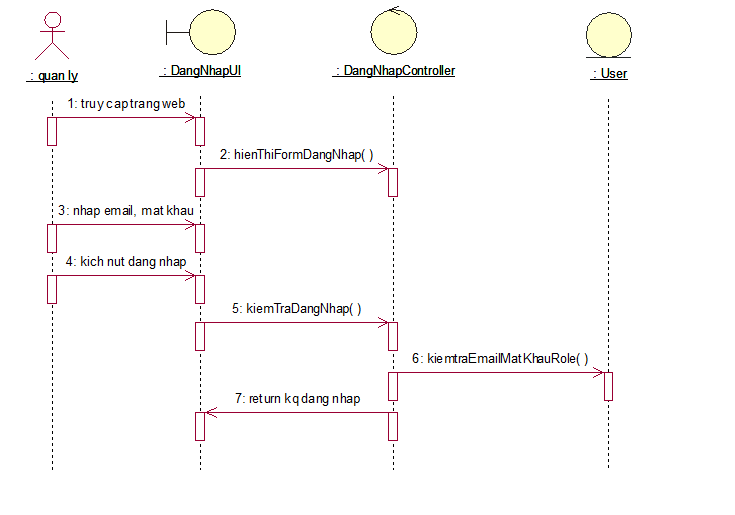 : quan ly
: DangNhapUI
: DangNhapController
: User
1: truy cap trang web
2: hienThiFormDangNhap( )
3: nhap email, mat khau
4: kich nut dang nhap
5: kiemTraDangNhap( )
6: kiemtraEmailMatKhauRole( )
7: return kq dang nhap